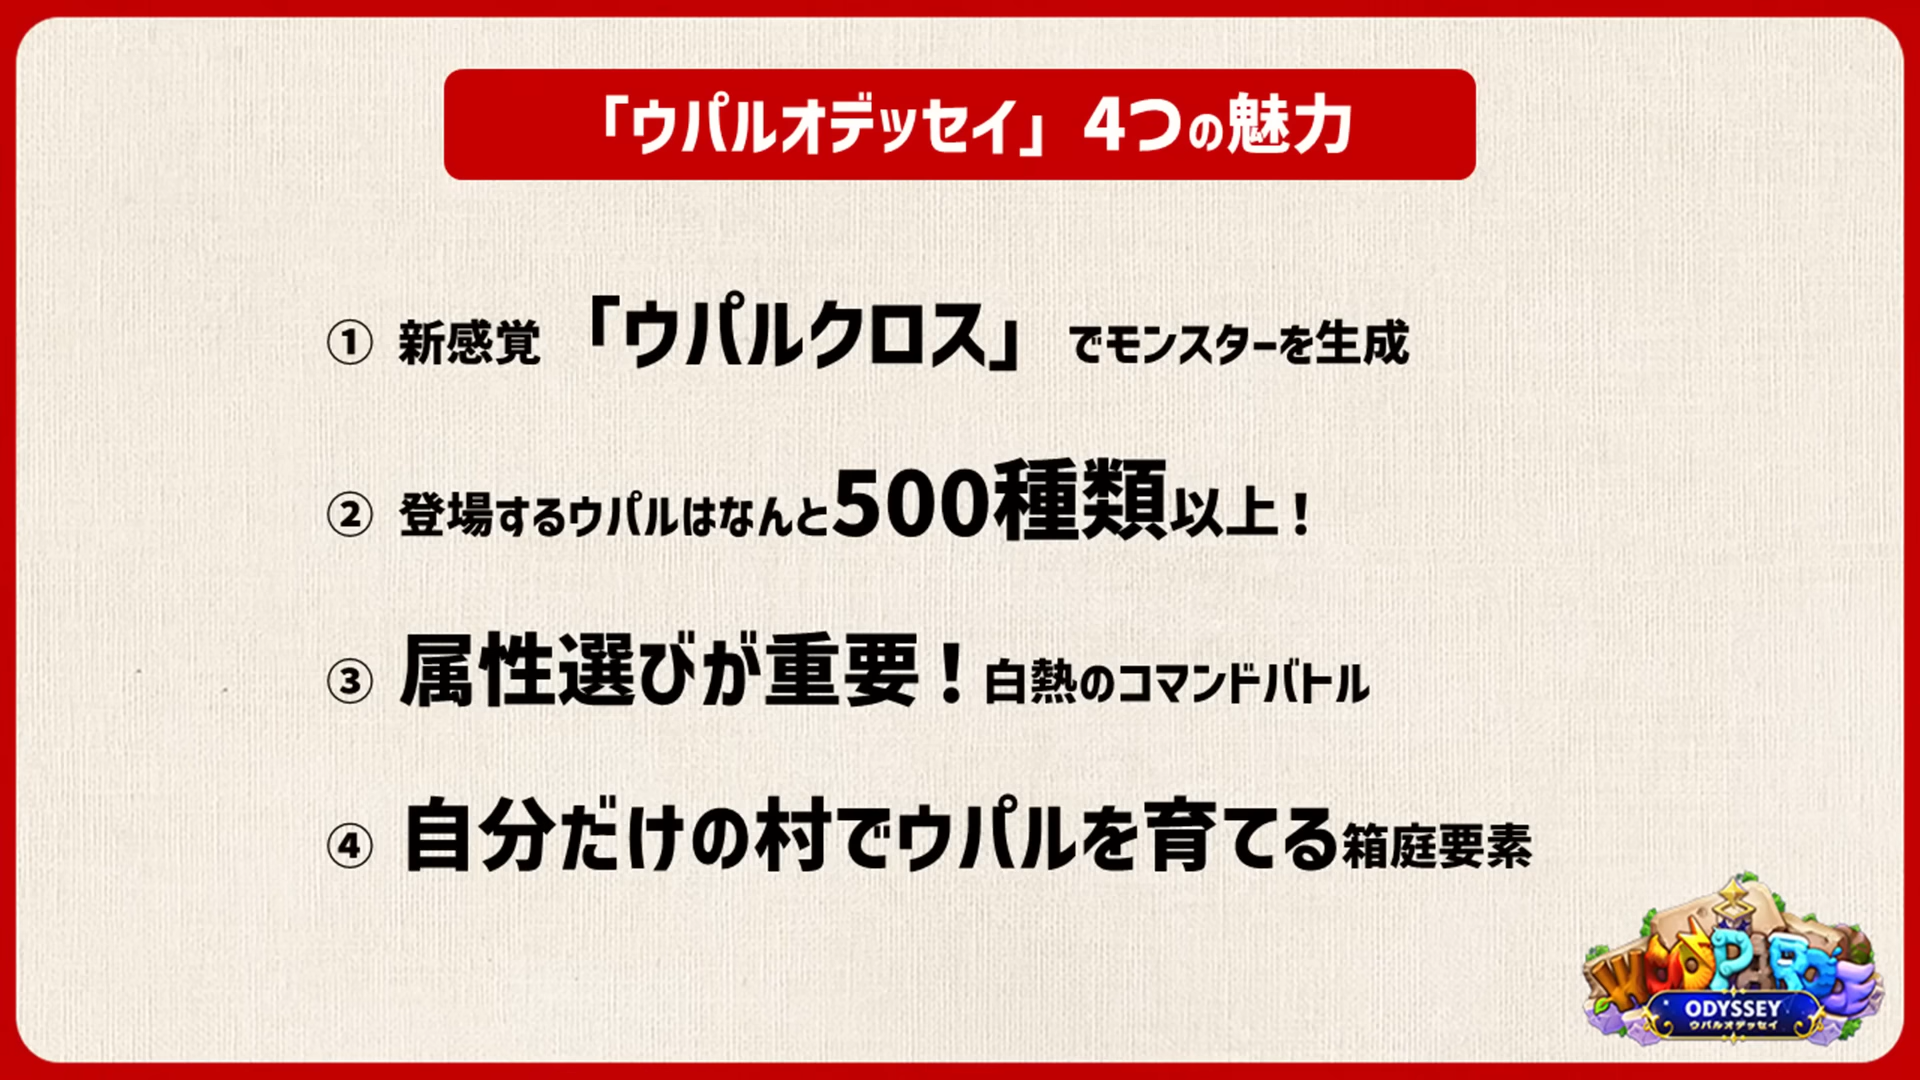 「ウパルオデッセイ」4つの魅力
① 新感覚「ウパルクロス」でモンスターを生成
② 登場するウパルはなんと500種類以上！
③ 属性選びが重要！白熱のコマンドバトル
④ 自分だけの村でウパルを育てる箱庭要素
WOOPAROO
ODYSSEY
ウパルオデッセイ